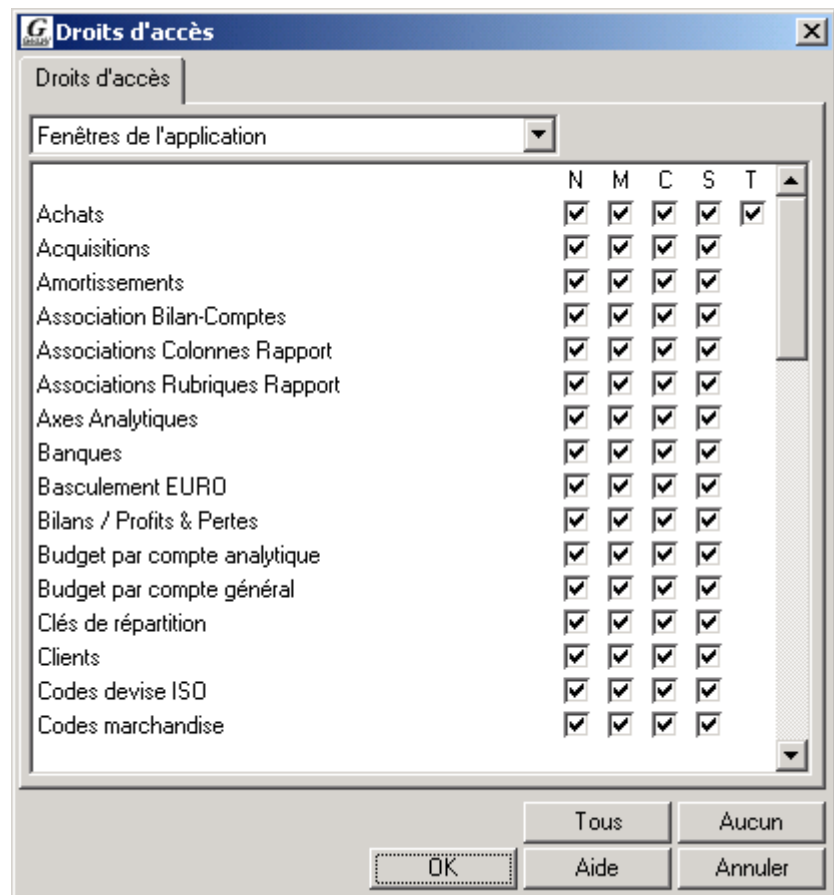 Droits d'accès
Droits d'accès
Fenêtres de l'application
N M C S T
Achats
Acquisitions
Amortissements
Association Bilan-Comptes
Associations Colonnes Rapport
Associations Rubriques Rapport
Axes Analytiques
Banques
Basculement EURO
Bilans / Profits & Pertes
Budget par compte analytique
Budget par compte général
Clés de répartition
Clients
Codes devise ISO
Codes marchandise
Tous Aucun
OK Aide Annuler